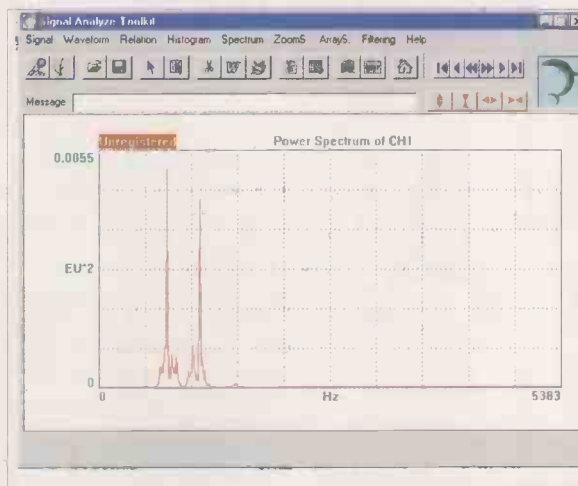 Signal Analyze Toolkit
Signal Waveform Relation Histogram Spectrum ZoomS ArrayS. Filtering Help
Message
Unregistered
Power Spectrum of CH1
0.0055
EU^2
0
0
Hz
5383